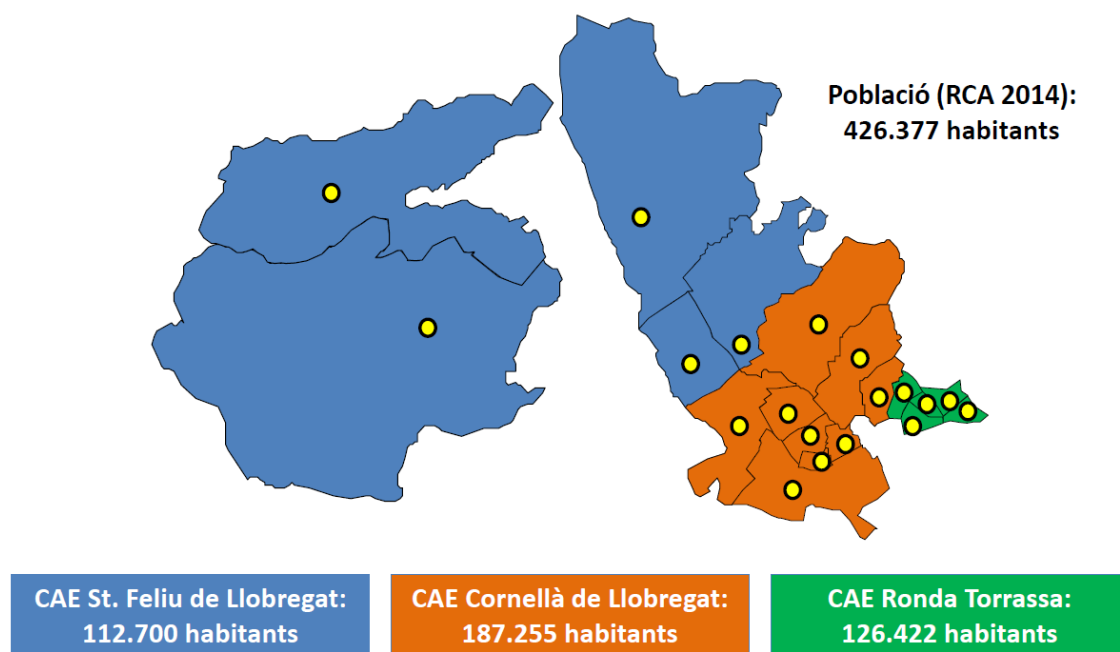 Població (RCA 2014):
426.377 habitants
CAE St. Feliu de Llobregat:
112.700 habitants
CAE Cornellà de Llobregat:
187.255 habitants
CAE Ronda Torrassa:
126.422 habitants